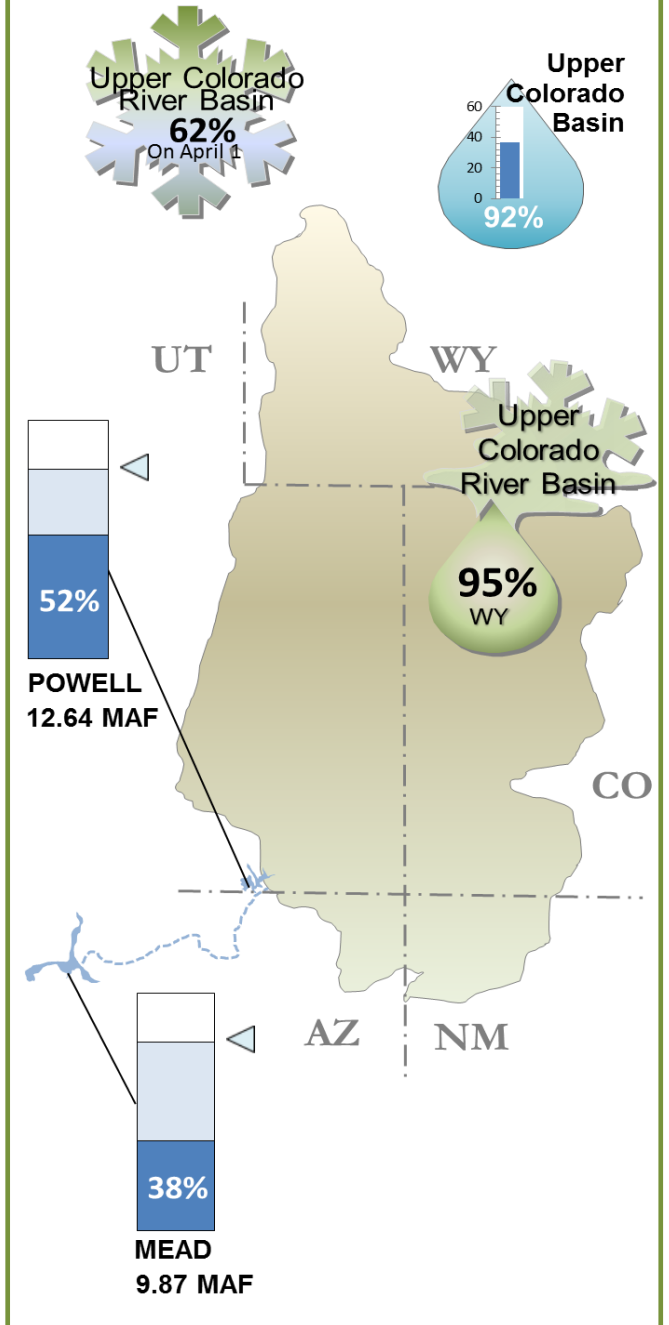 Upper Colorado
River Basin
62%
On April 1
Upper
Colorado
Basin
60
40
20
0
92%
UT
WY
Upper
Colorado
River Basin
95%
WY
52%
POWELL
12.64 MAF
CO
AZ
NM
38%
MEAD
9.87 MAF